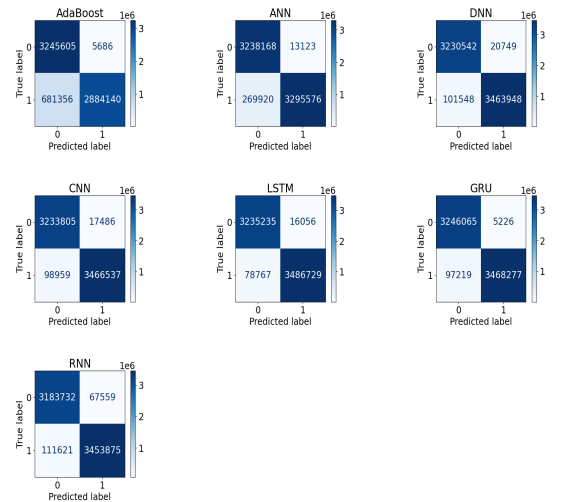 AdaBoost
1e6
0 3245605 5686 3
2
1 681356 2884140 1
True label
0 1
Predicted label
ANN
1e6
0 3238168 13123 3
2
1 269920 3295576 1
True label
0 1
Predicted label
DNN
1e6
0 3230542 20749 3
2
1 101548 3463948 1
True label
0 1
Predicted label
CNN
1e6
0 3233805 17486 3
2
1 98959 3466537 1
True label
0 1
Predicted label
LSTM
1e6
0 3235235 16056 3
2
1 78767 3486729 1
True label
0 1
Predicted label
GRU
1e6
0 3246065 5226 3
2
1 97219 3468277 1
True label
0 1
Predicted label
RNN
1e6
0 3183732 67559 3
2
1 111621 3453875 1
True label
0 1
Predicted label